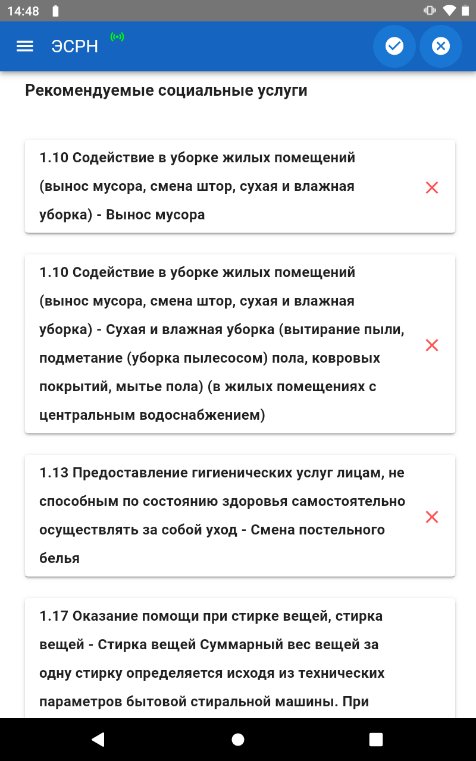 14:48
ЭСРН
Рекомендуемые социальные услуги
1.10 Содействие в уборке жилых помещений
(вынос мусора, смена штор, сухая и влажная
уборка) - Вынос мусора
1.10 Содействие в уборке жилых помещений
(вынос мусора, смена штор, сухая и влажная
уборка) - Сухая и влажная уборка (вытирание пыли,
подметание (уборка пылесосом) пола, ковровых
покрытий, мытье пола) (в жилых помещениях с
центральным водоснабжением)
1.13 Предоставление гигиенических услуг лицам, не
способным по состоянию здоровья самостоятельно
осуществлять за собой уход - Смена постельного
белья
1.17 Оказание помощи при стирке вещей, стирка
вещей - Стирка вещей Суммарный вес вещей за
одну стирку определяется исходя из технических
параметров бытовой стиральной машины. При